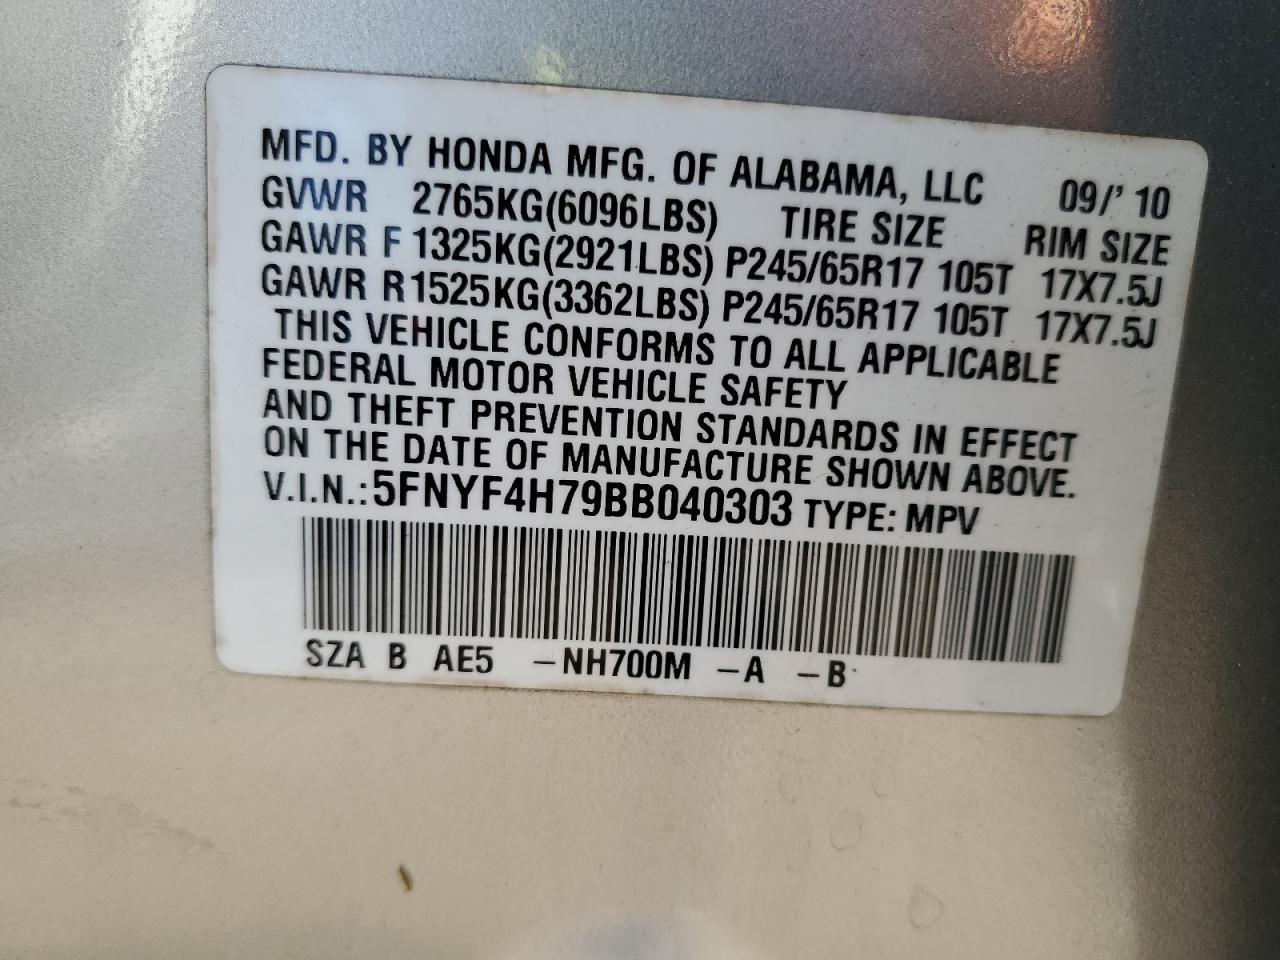 MFD. BY HONDA MFG. OF ALABAMA, LLC 09/' 10
GVWR 2765KG(6096LBS) TIRE SIZE RIM SIZE
GAWR F 1325KG(2921LBS) P245/65R17 105T 17X7.5J
GAWR R 1525KG(3362LBS) P245/65R17 105T 17X7.5J
THIS VEHICLE CONFORMS TO ALL APPLICABLE
FEDERAL MOTOR VEHICLE SAFETY
AND THEFT PREVENTION STANDARDS IN EFFECT
ON THE DATE OF MANUFACTURE SHOWN ABOVE.
V.I.N.: 5FNYF4H79BB040303 TYPE: MPV
SZA B AE5 –NH700M –A –B